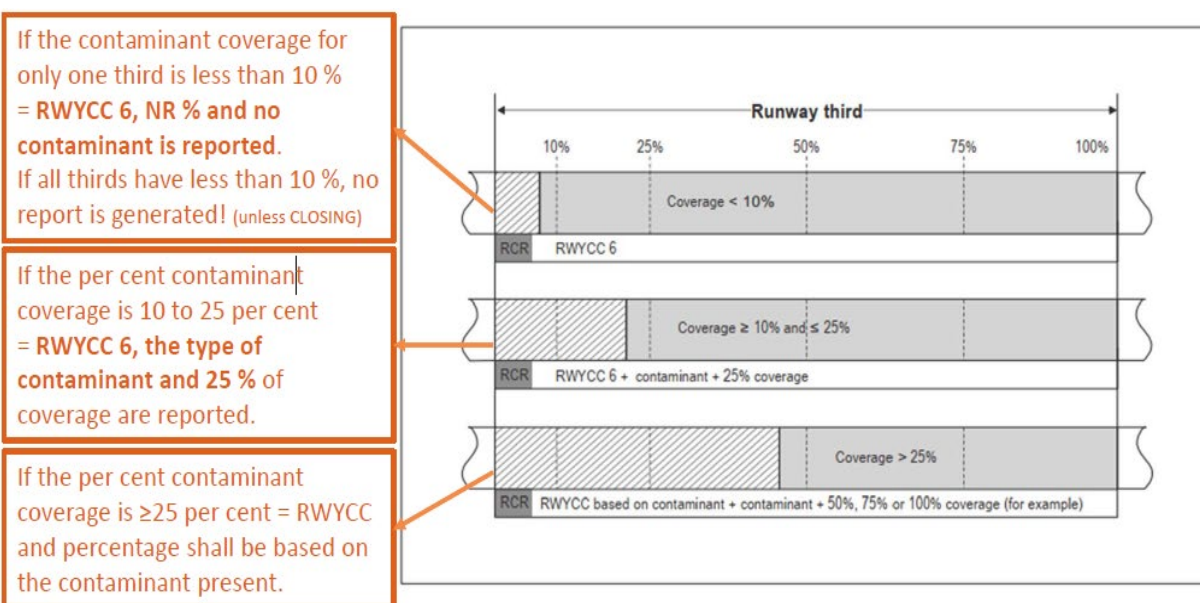 If the contaminant coverage for
only one third is less than 10 %
= RWYCC 6, NR % and no
contaminant is reported.
If all thirds have less than 10 %, no
report is generated! (unless CLOSING)
If the per cent contaminant
coverage is 10 to 25 per cent
= RWYCC 6, the type of
contaminant and 25 % of
coverage are reported.
If the per cent contaminant
coverage is ≥25 per cent = RWYCC
and percentage shall be based on
the contaminant present.
Runway third
10% 25% 50% 75% 100%
Coverage < 10%
RCR RWYCC 6
Coverage ≥ 10% and ≤ 25%
RCR RWYCC 6 + contaminant + 25% coverage
Coverage > 25%
RCR RWYCC based on contaminant + contaminant + 50%, 75% or 100% coverage (for example)